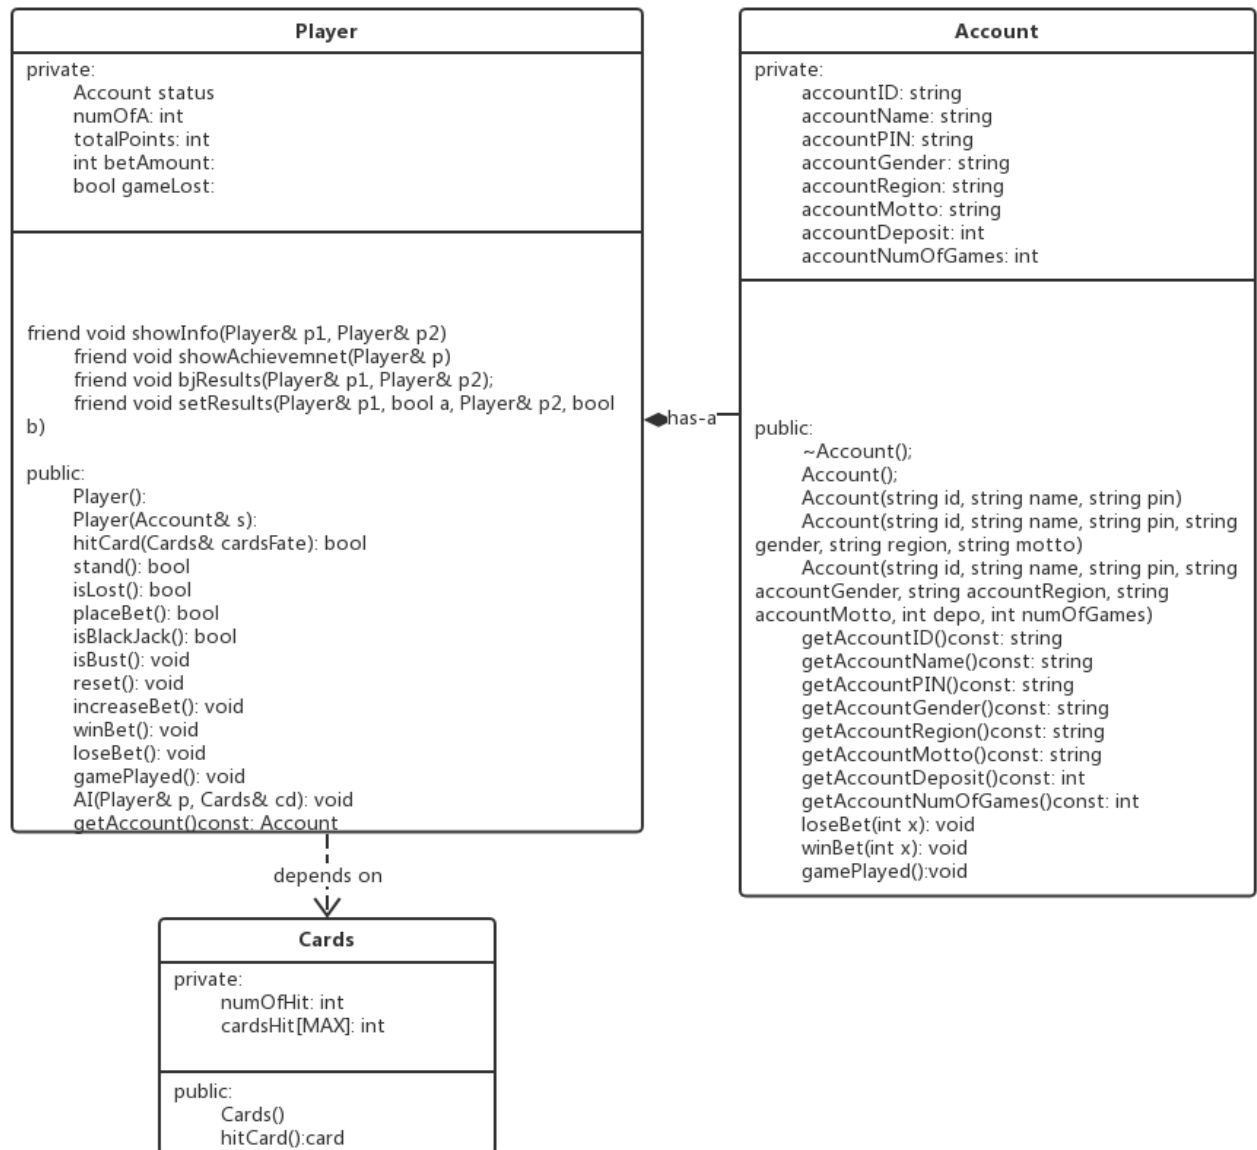 Player
private:
Account status
numOfA: int
totalPoints: int
int betAmount:
bool gameLost:
friend void showInfo(Player& p1, Player& p2)
friend void showAchievemnet(Player& p)
friend void bjResults(Player& p1, Player& p2);
friend void setResults(Player& p1, bool a, Player& p2, bool
b)
public:
Player():
Player(Account& s):
hitCard(Cards& cardsFate): bool
stand(): bool
isLost(): bool
placeBet(): bool
isBlackJack(): bool
isBust(): void
reset(): void
increaseBet(): void
winBet(): void
loseBet(): void
gamePlayed(): void
AI(Player& p, Cards& cd): void
getAccount()const: Account
has-a
Account
private:
accountID: string
accountName: string
accountPIN: string
accountGender: string
accountRegion: string
accountMotto: string
accountDeposit: int
accountNumOfGames: int
public:
~Account();
Account();
Account(string id, string name, string pin)
Account(string id, string name, string pin, string
gender, string region, string motto)
Account(string id, string name, string pin, string
accountGender, string accountRegion, string
accountMotto, int depo, int numOfGames)
getAccountID()const: string
getAccountName()const: string
getAccountPIN()const: string
getAccountGender()const: string
getAccountRegion()const: string
getAccountMotto()const: string
getAccountDeposit()const: int
getAccountNumOfGames()const: int
loseBet(int x): void
winBet(int x): void
gamePlayed():void
depends on
Cards
private:
numOfHit: int
cardsHit[MAX]: int
public:
Cards()
hitCard():card